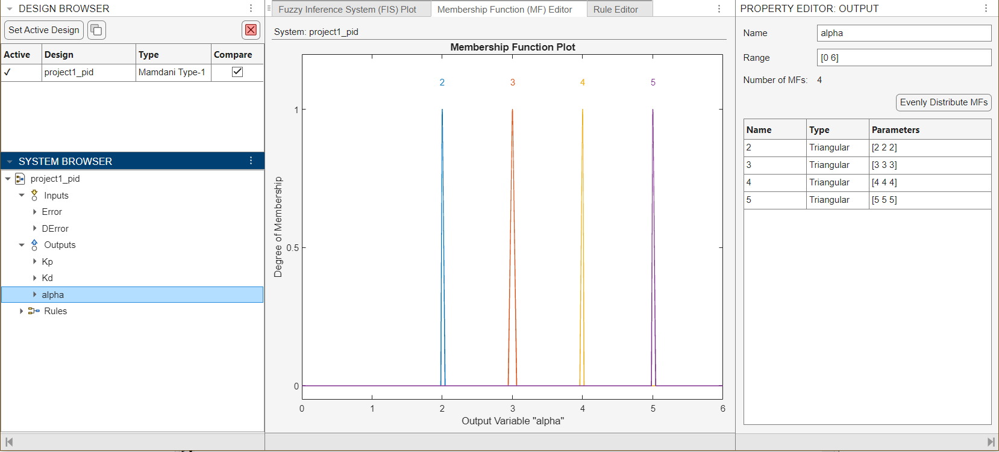 DESIGN BROWSER
Set Active Design
Active Design Type Compare
project1_pid Mamdani Type-1
SYSTEM BROWSER
project1_pid
Inputs
Error
DError
Outputs
Kp
Kd
alpha
Rules
Fuzzy Inference System (FIS) Plot Membership Function (MF) Editor Rule Editor
System: project1_pid
Membership Function Plot
2 3 4 5
1
0.5
0
Degree of Membership
0 1 2 3 4 5 6
Output Variable "alpha"
PROPERTY EDITOR: OUTPUT
Name alpha
Range [0 6]
Number of MFs: 4
Evenly Distribute MFs
Name Type Parameters
2 Triangular [2 2 2]
3 Triangular [3 3 3]
4 Triangular [4 4 4]
5 Triangular [5 5 5]